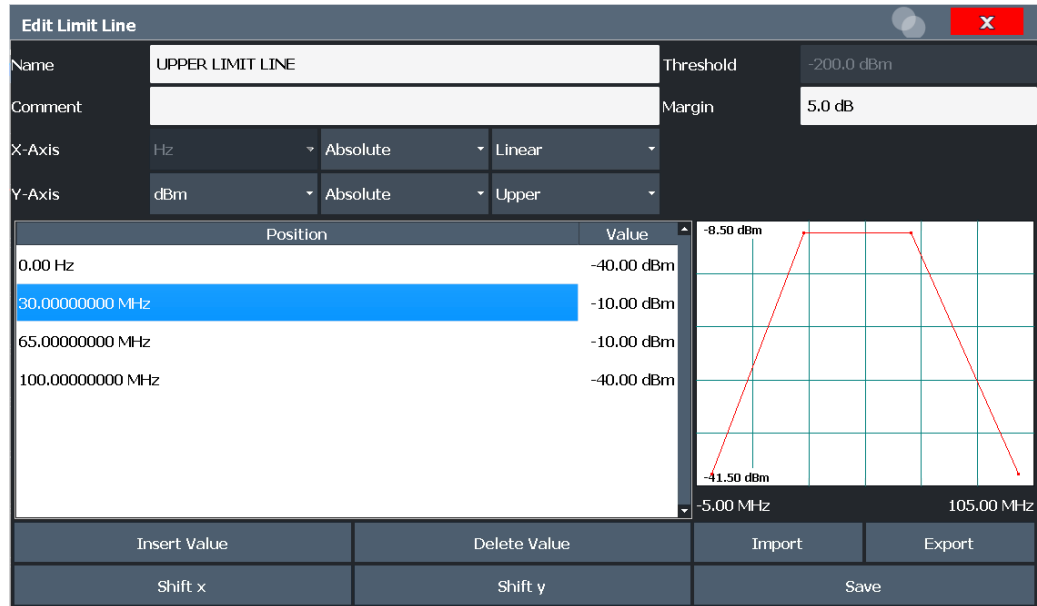 Edit Limit Line
x
Name UPPER LIMIT LINE Threshold -200.0 dBm
Comment Margin 5.0 dB
X-Axis Hz Absolute Linear
Y-Axis dBm Absolute Upper
Position Value
0.00 Hz -40.00 dBm
30.00000000 MHz -10.00 dBm
65.00000000 MHz -10.00 dBm
100.00000000 MHz -40.00 dBm
-8.50 dBm
-41.50 dBm
-5.00 MHz 105.00 MHz
Insert Value Delete Value Import Export
Shift x Shift y Save